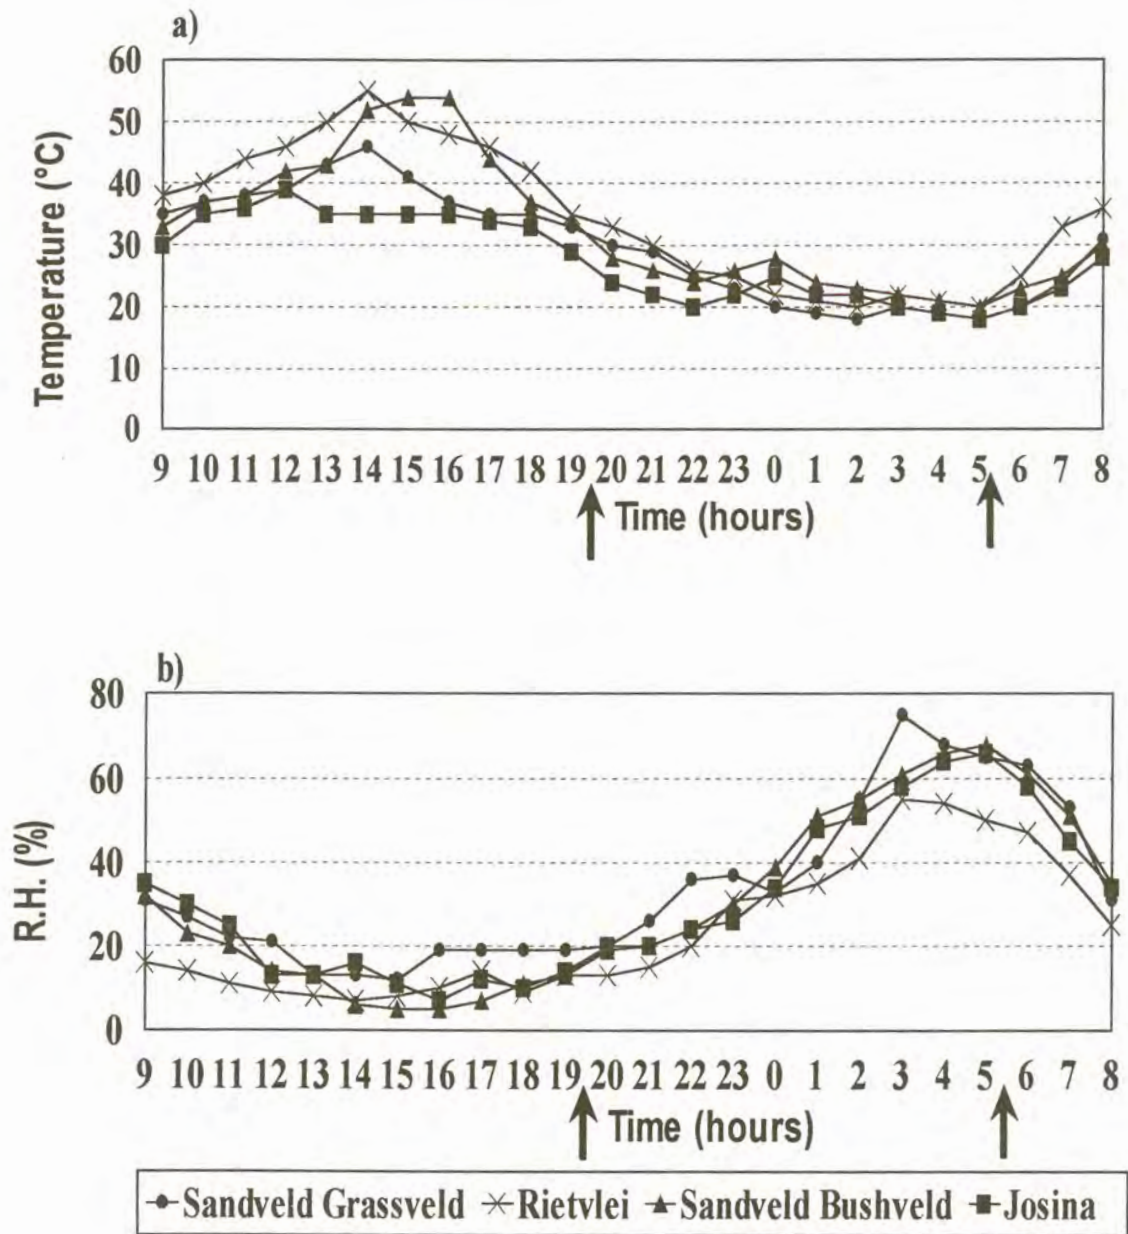 a)
60
50
40
30
20
10
0
Temperature (°C)
9 10 11 12 13 14 15 16 17 18 19 20 21 22 23 0 1 2 3 4 5 6 7 8
Time (hours)
b)
80
60
40
20
0
R.H. (%)
9 10 11 12 13 14 15 16 17 18 19 20 21 22 23 0 1 2 3 4 5 6 7 8
Time (hours)
Sandveld Grassveld Rietvlei Sandveld Bushveld Josina